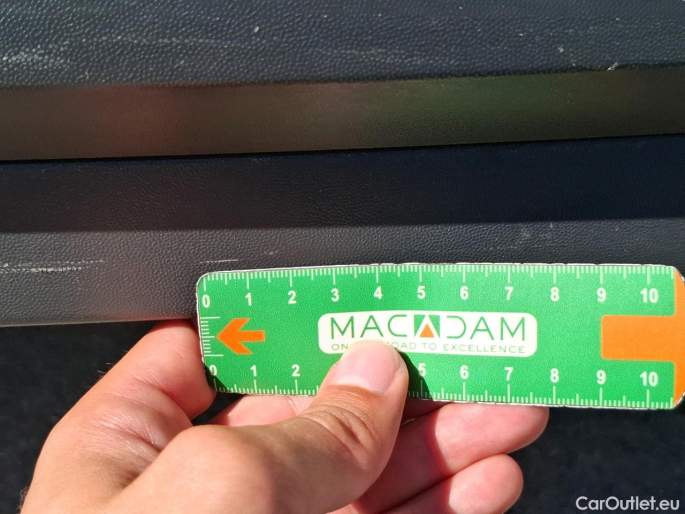 0 1 2 3 4 5 6 7 8 9 10
MACADAM
ON ROAD TO EXCELLENCE
0 1 2 5 6 7 8 9 10
CarOutlet.eu